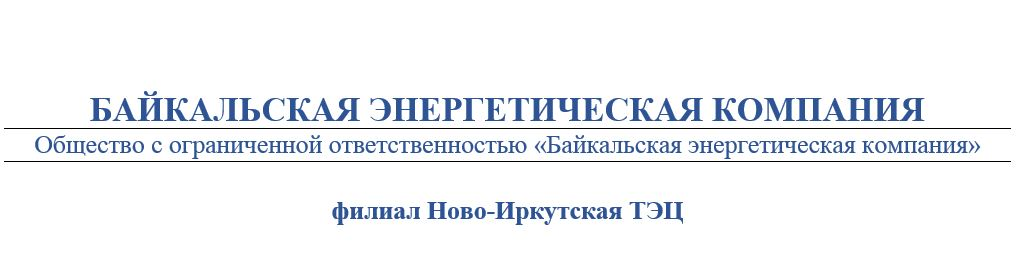 БАЙКАЛЬСКАЯ ЭНЕРГЕТИЧЕСКАЯ КОМПАНИЯ
Общество с ограниченной ответственностью «Байкальская энергетическая компания»
филиал Ново-Иркутская ТЭЦ